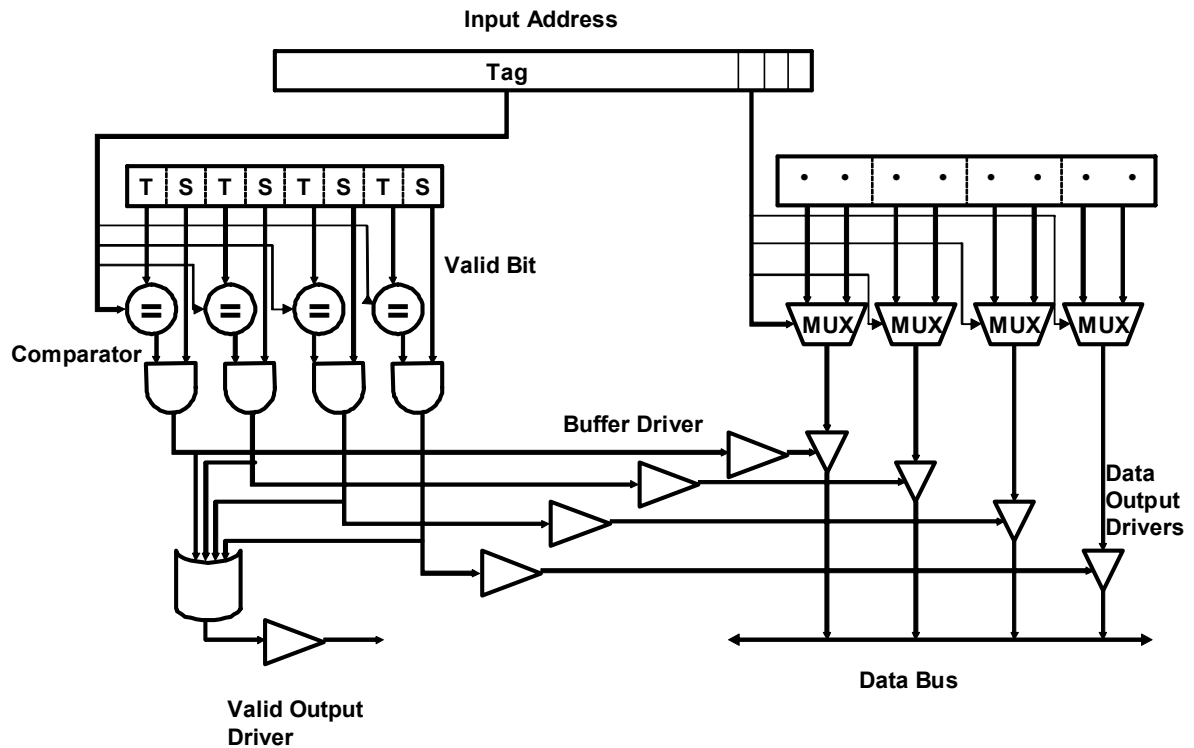 Input Address
Tag
T S T S T S T S
Valid Bit
= = = =
MUX MUX MUX MUX
Comparator
Buffer Driver
Data
Output
Drivers
Data Bus
Valid Output
Driver